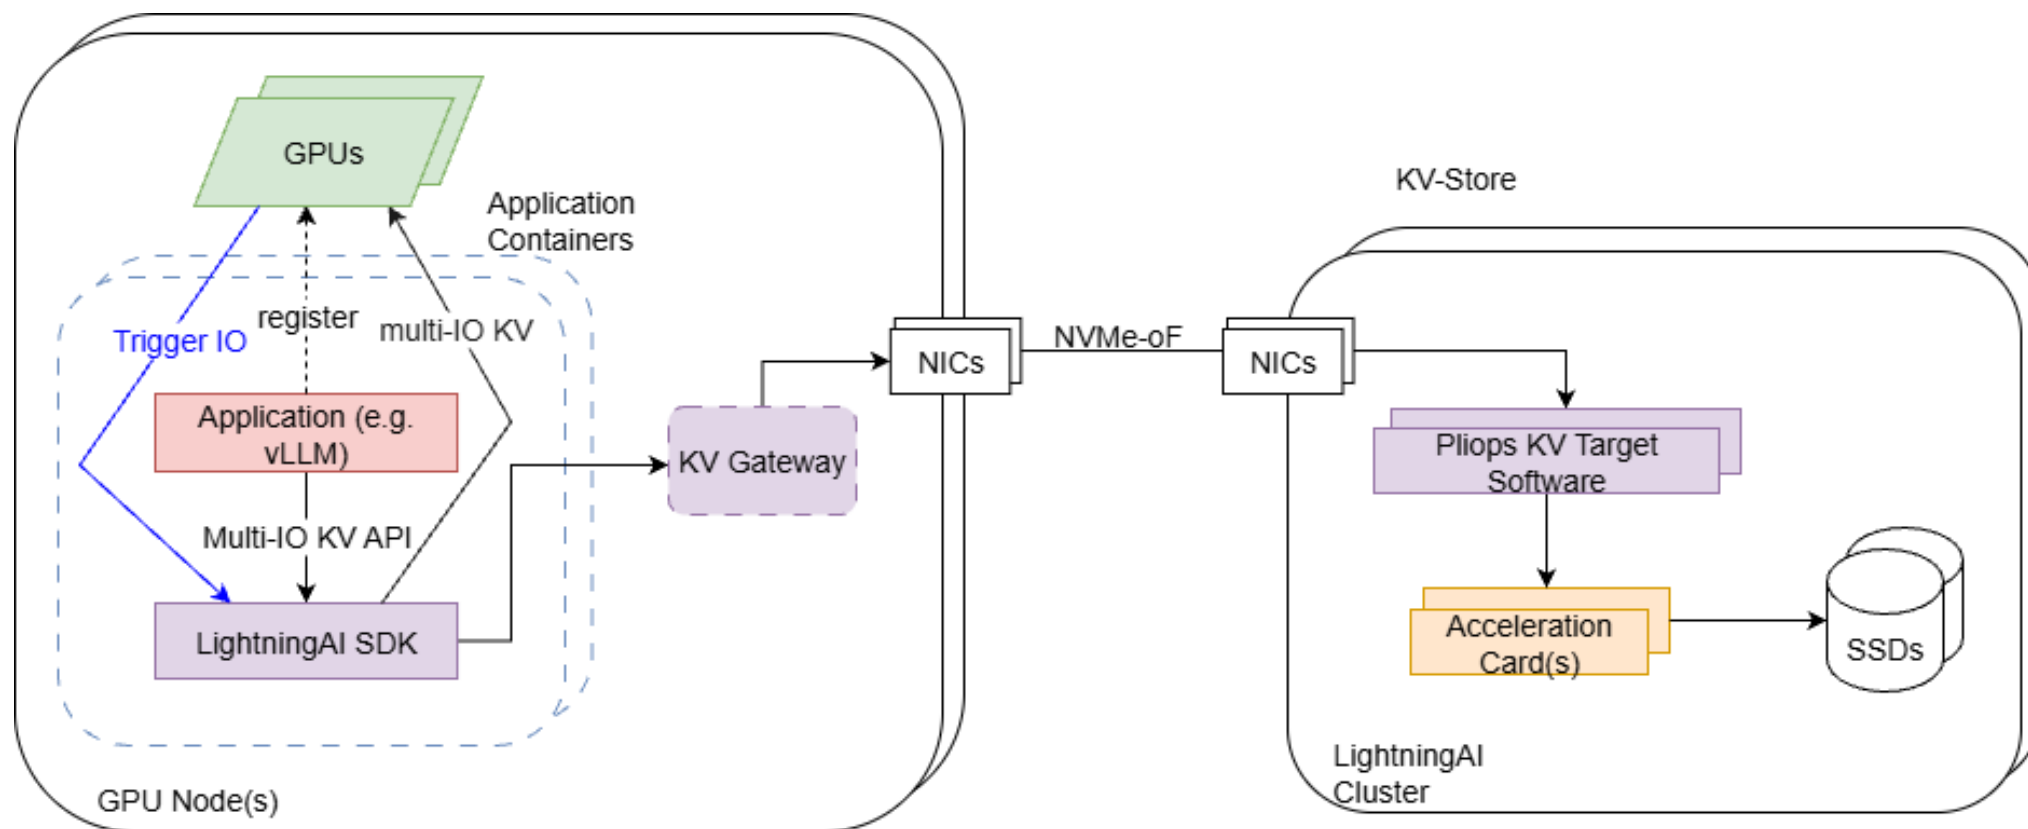 GPUs
Application
Containers
KV-Store
Trigger IO
register
multi-IO KV
NICs
NVMe-oF
NICs
Application (e.g.
vLLM)
KV Gateway
Pliops KV Target
Software
Multi-IO KV API
LightningAI SDK
Acceleration
Card(s)
SSDs
GPU Node(s)
LightningAI
Cluster